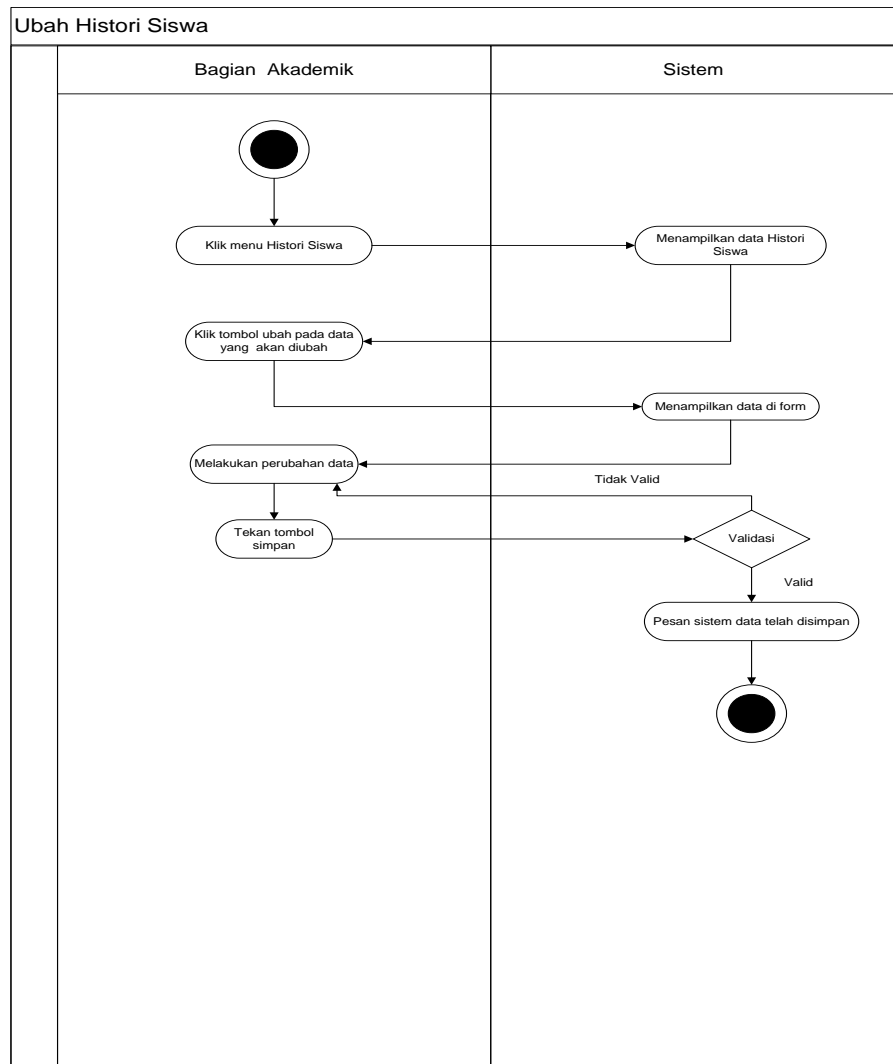 Ubah Histori Siswa
Bagian Akademik
Sistem
Klik menu Histori Siswa
Menampilkan data Histori
Siswa
Klik tombol ubah pada data
yang akan diubah
Menampilkan data di form
Melakukan perubahan data
Tidak Valid
Tekan tombol
simpan
Validasi
Valid
Pesan sistem data telah disimpan